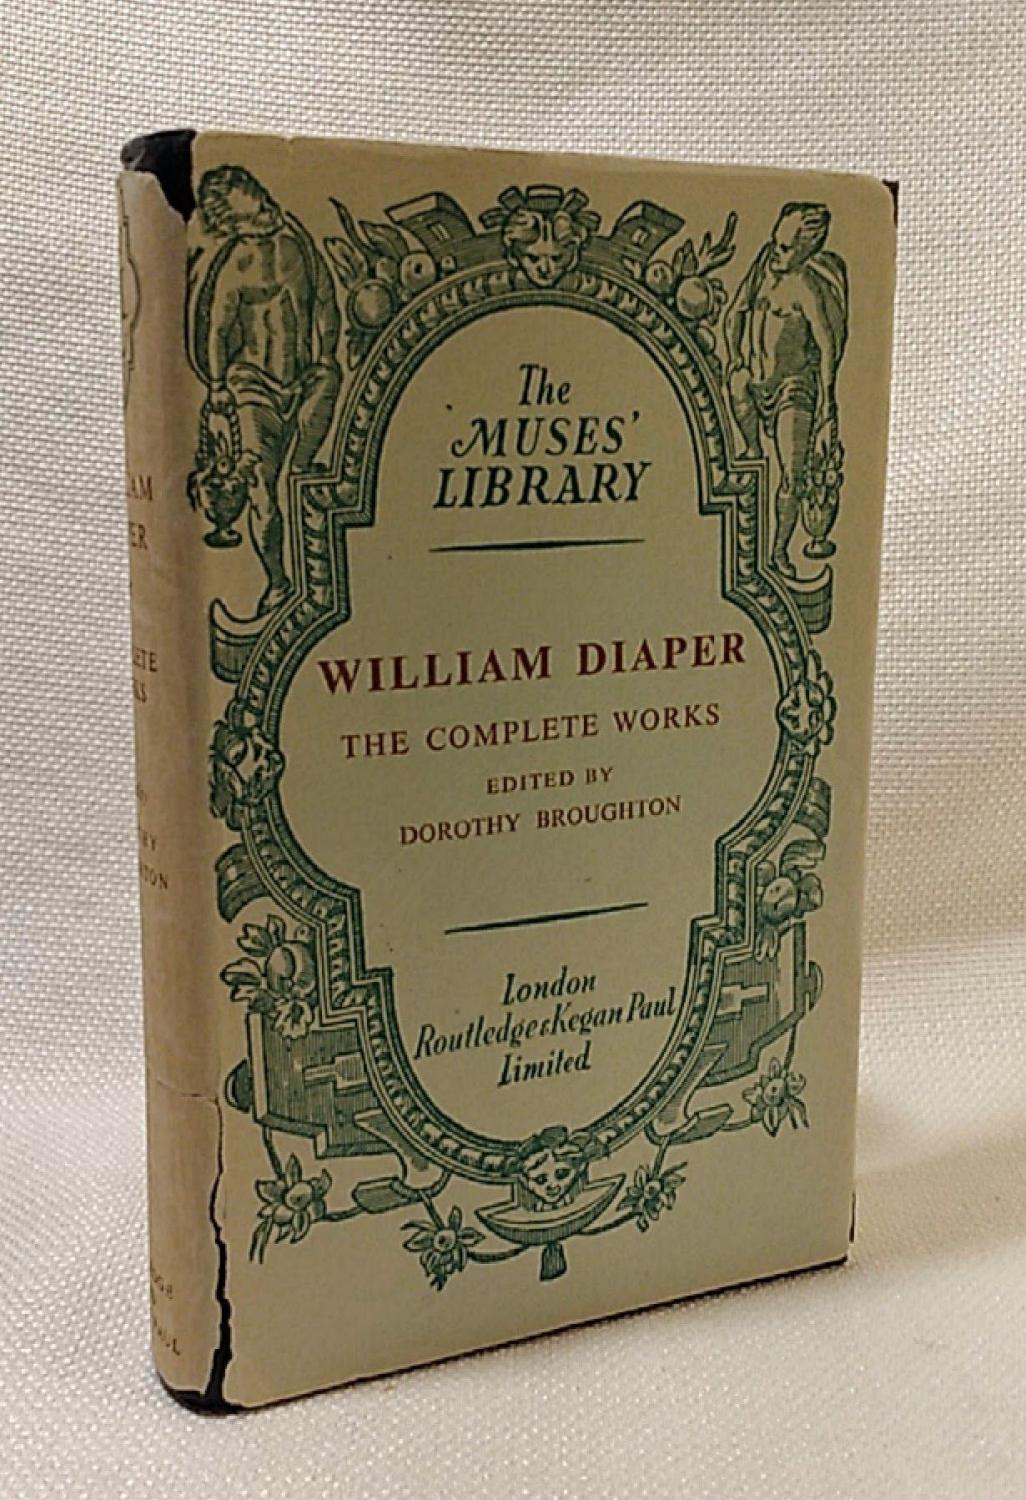 The
MUSES'
LIBRARY
WILLIAM DIAPER
THE COMPLETE WORKS
EDITED BY
DOROTHY BROUGHTON
London
Routledge & Kegan Paul
Limited